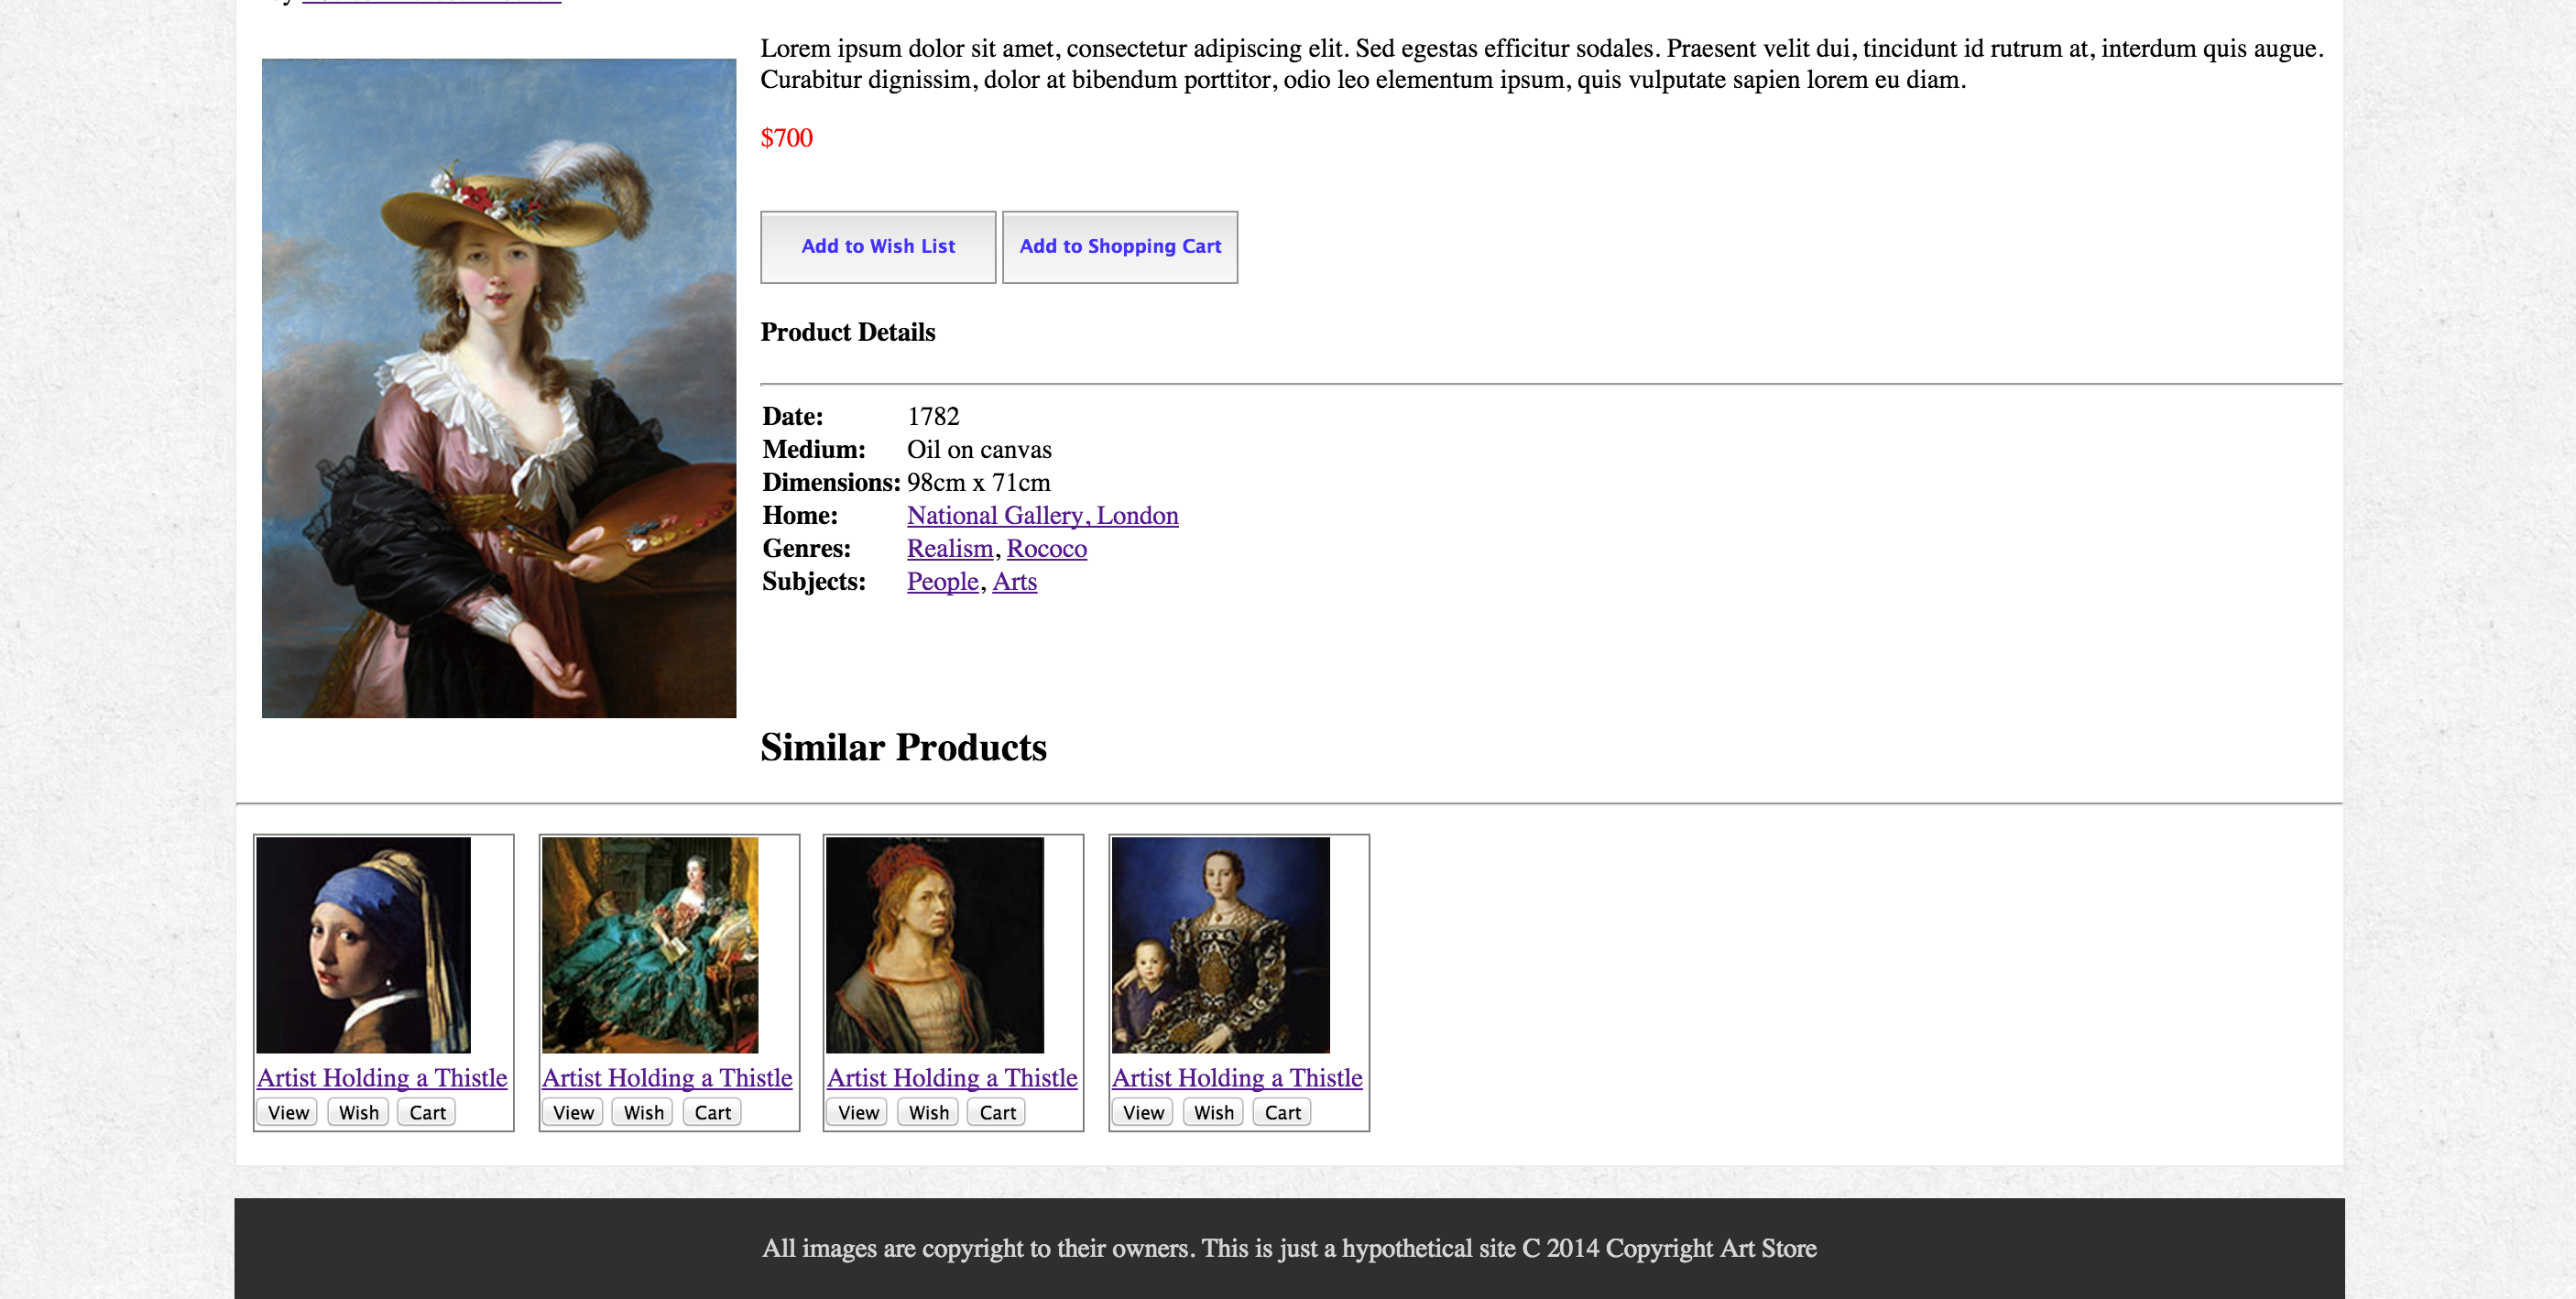 Lorem ipsum dolor sit amet, consectetur adipiscing elit. Sed egestas efficitur sodales. Praesent velit dui, tincidunt id rutrum at, interdum quis augue.
Curabitur dignissim, dolor at bibendum porttitor, odio leo elementum ipsum, quis vulputate sapien lorem eu diam.
$700
Add to Wish List Add to Shopping Cart
Product Details
Date: 1782
Medium: Oil on canvas
Dimensions: 98cm x 71cm
Home: National Gallery, London
Genres: Realism, Rococo
Subjects: People, Arts
Similar Products
Artist Holding a Thistle Artist Holding a Thistle Artist Holding a Thistle Artist Holding a Thistle
View Wish Cart View Wish Cart View Wish Cart View Wish Cart
All images are copyright to their owners. This is just a hypothetical site C 2014 Copyright Art Store